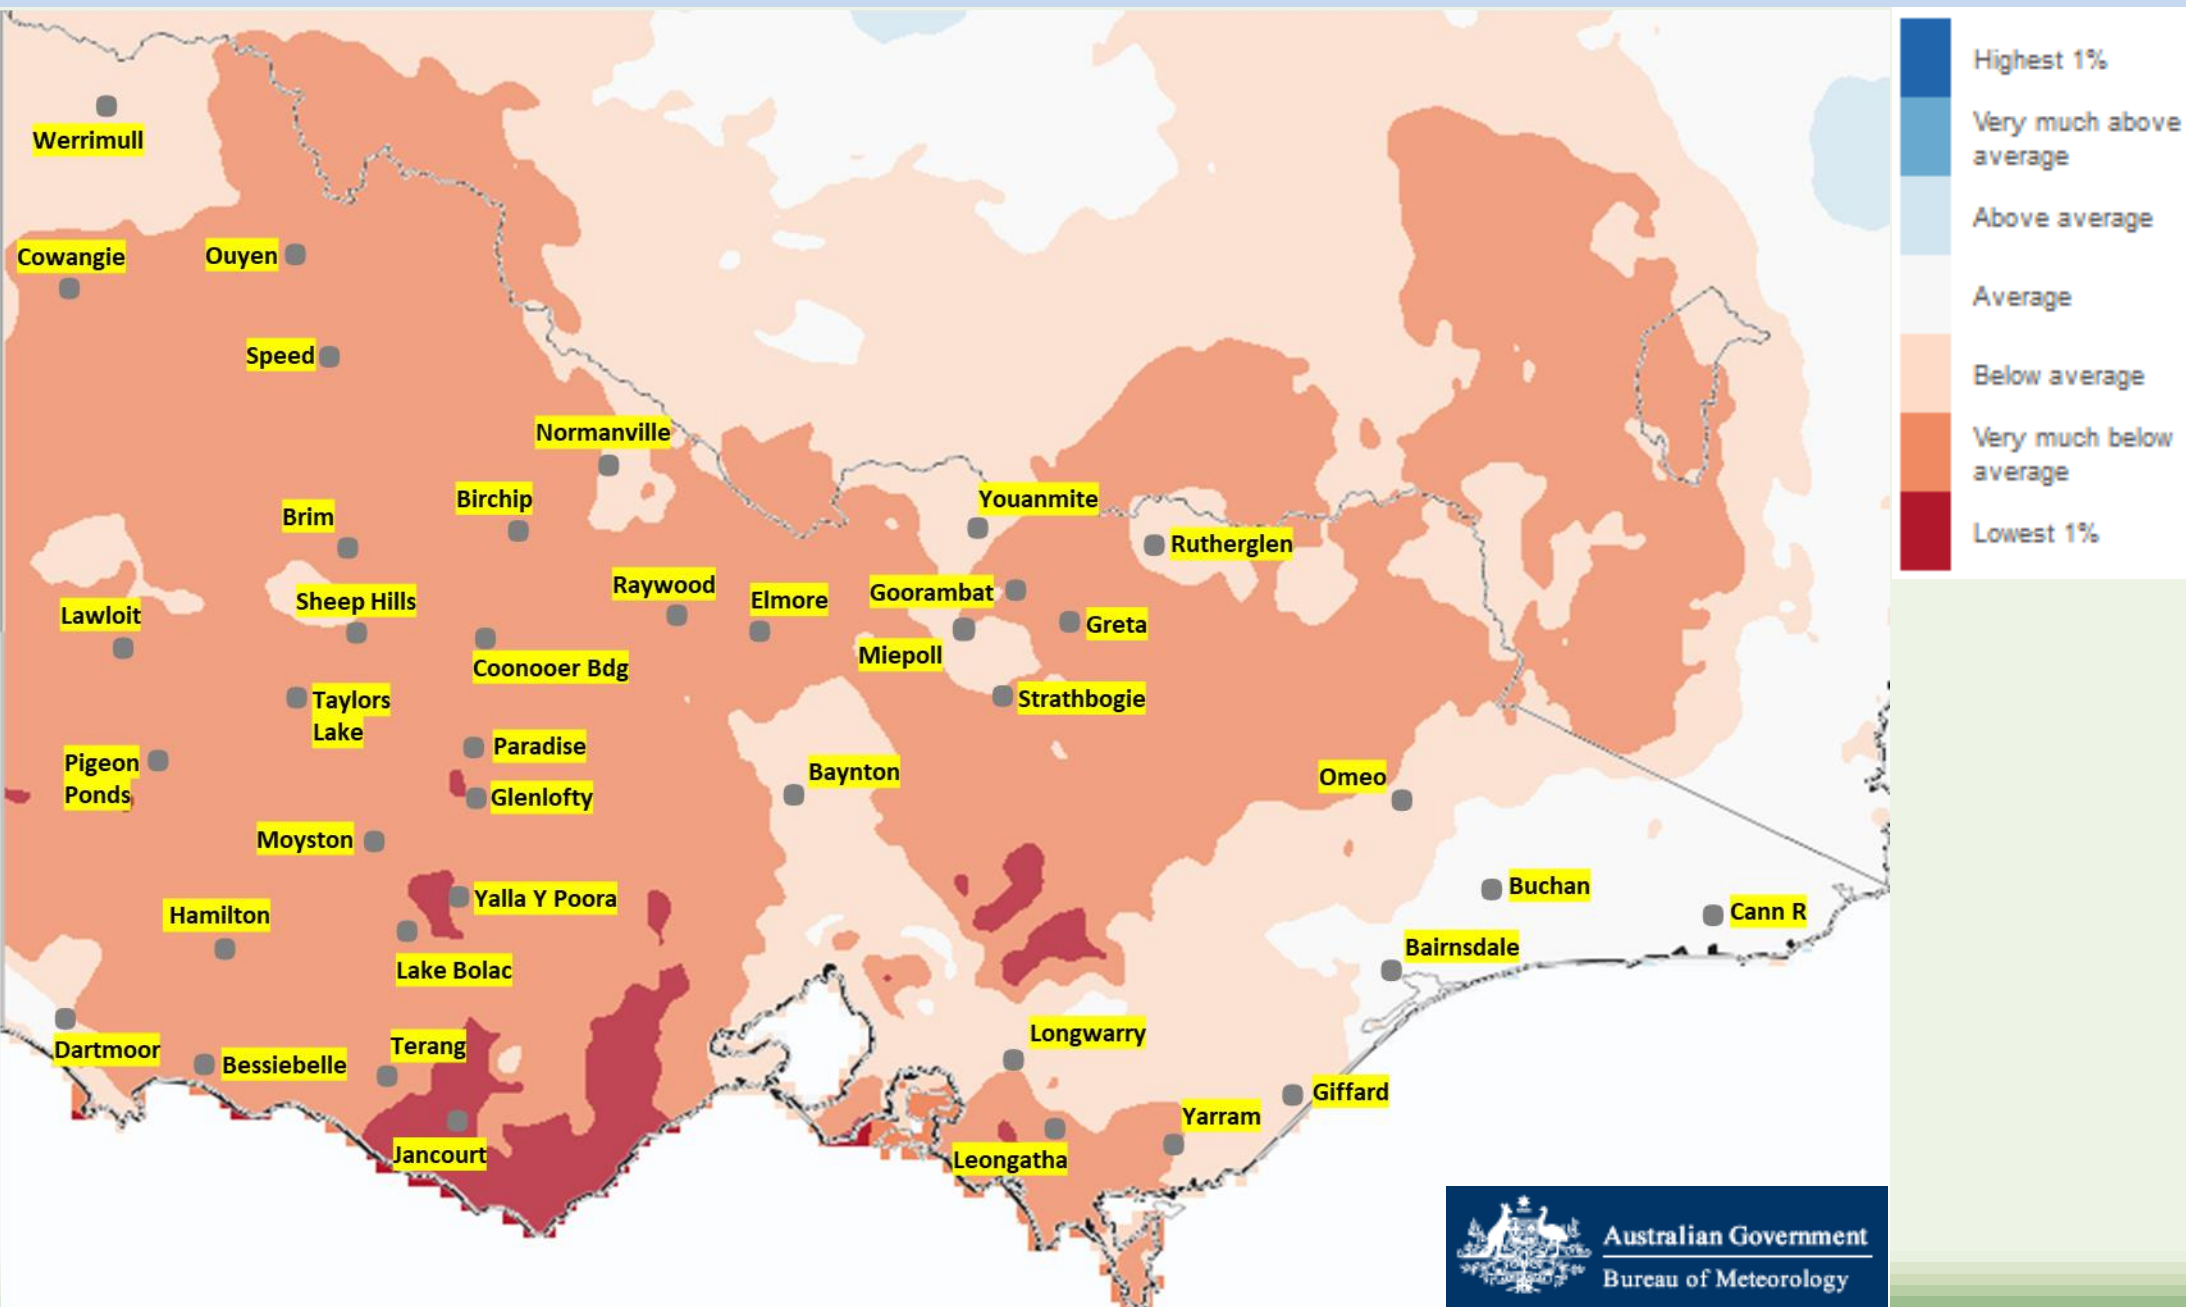 Highest 1%
Very much above
average
Above average
Average
Below average
Very much below
average
Lowest 1%
Werrimull
Cowangie
Ouyen
Speed
Normanville
Birchip
Youanmite
Brim
Rutherglen
Raywood
Goorambat
Sheep Hills
Elmore
Lawloit
Greta
Miepoll
Coonooer Bdg
Strathbogie
Taylors
Lake
Paradise
Pigeon
Ponds
Baynton
Omeo
Glenlofty
Moyston
Buchan
Yalla Y Poora
Cann R
Hamilton
Bairnsdale
Lake Bolac
Longwarry
Terang
Dartmoor
Bessiebelle
Giffard
Yarram
Jancourt
Leongatha
Australian Government
Bureau of Meteorology